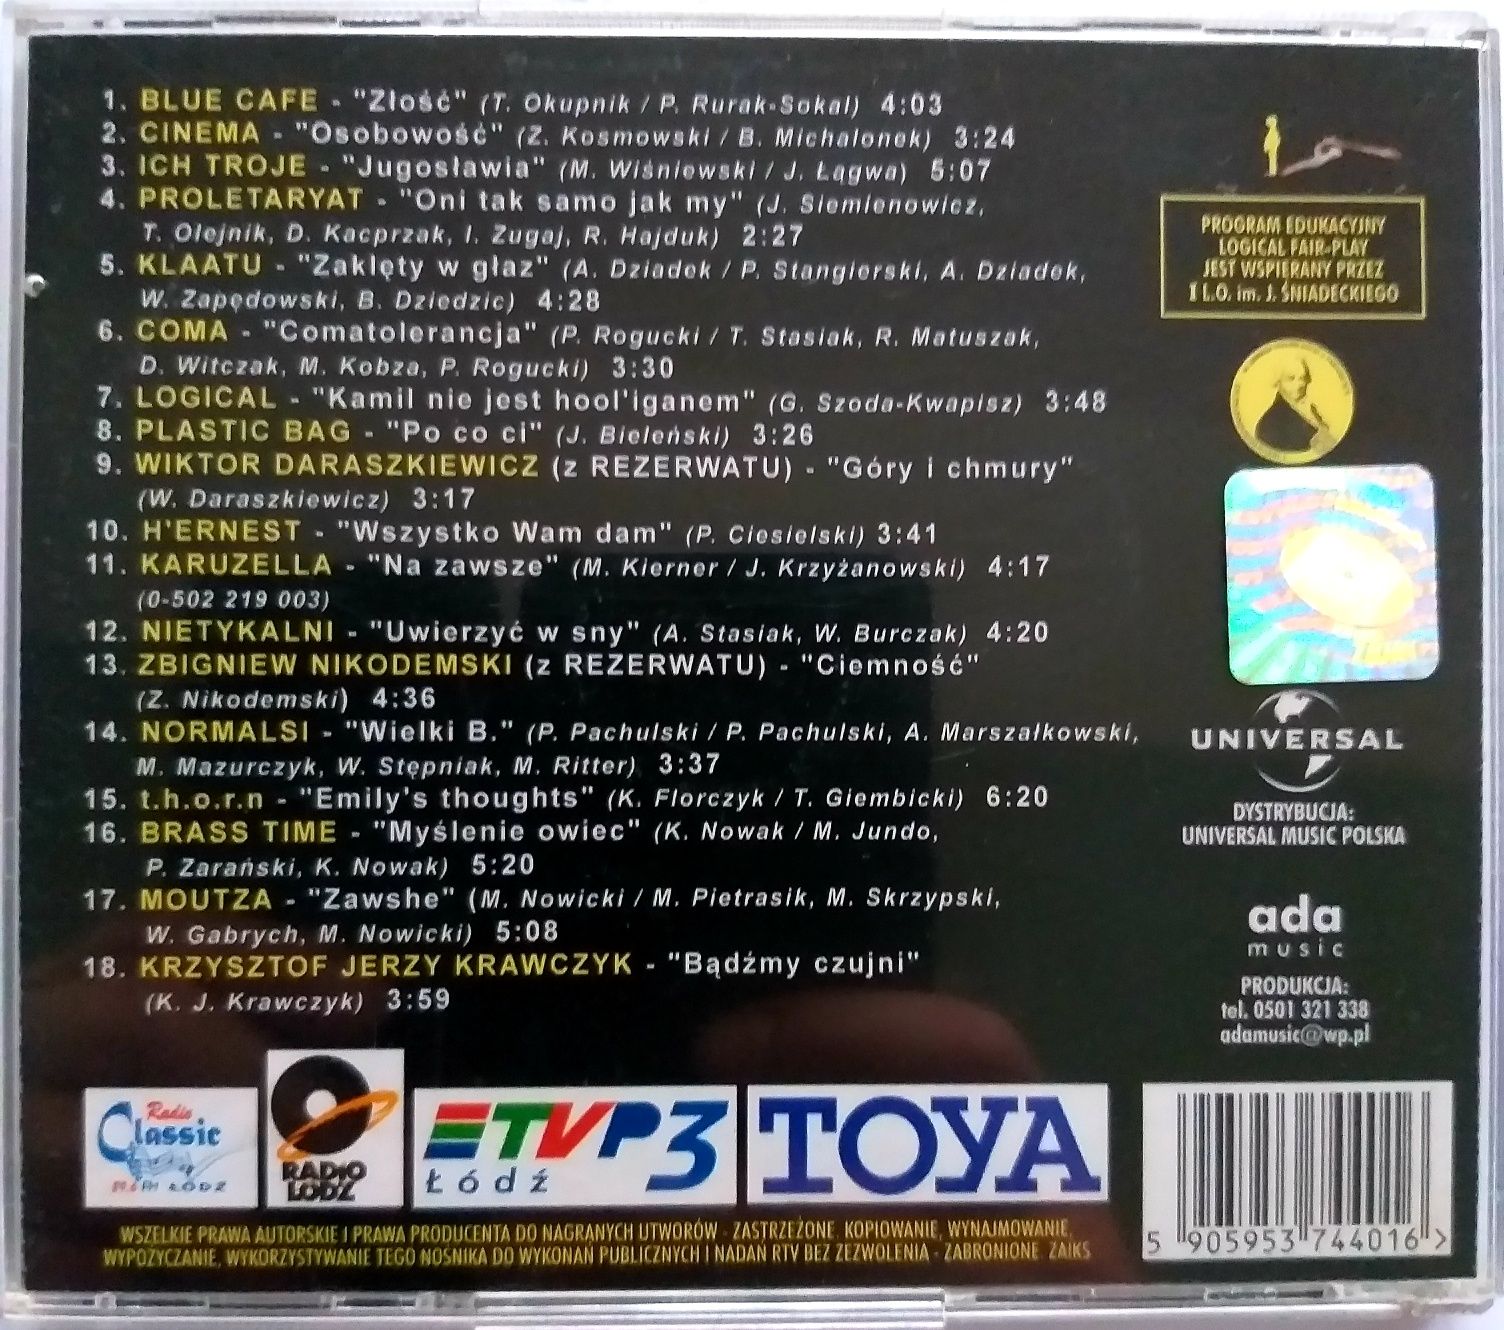 1. BLUE CAFE - "Złość" (T. Okupnik / P. Rurak-Sokal) 4:03
2. CINEMA - "Osobowość" (Z. Kosmowski / B. Michalonek) 3:24
3. ICH TROJE - "Jugosławia" (M. Wiśniewski / J. Łągwa) 5:07
4. PROLETARYAT - "Oni tak samo jak my" (J. Siemienowicz,
T. Olejnik, D. Kacprzak, I. Zugaj, R. Hajduk) 2:27
5. KLAATU - "Zaklęty w głaz" (A. Dziadek / P. Stangierski, A. Dziadek,
W. Zapędowski, B. Dziedzic) 4:28
6. COMA - "Comatolerancja" (P. Rogucki / T. Stasiak, R. Matuszak,
D. Witczak, M. Kobza, P. Rogucki) 3:30
7. LOGICAL - "Kamil nie jest hool'iganem" (G. Szoda-Kwapisz) 3:48
8. PLASTIC BAG - "Po co ci" (J. Bieleński) 3:26
9. WIKTOR DARASZKIEWICZ (z REZERWATU) - "Góry i chmury"
(W. Daraszkiewicz) 3:17
10. H'ERNEST - "Wszystko Wam dam" (P. Ciesielski) 3:41
11. KARUZELLA - "Na zawsze" (M. Kierner / J. Krzyżanowski) 4:17
(0-502 219 003)
12. NIETYKALNI - "Uwierzyć w sny" (A. Stasiak, W. Burczak) 4:20
13. ZBIGNIEW NIKODEMSKI (z REZERWATU) - "Ciemność"
(Z. Nikodemski) 4:36
14. NORMALSI - "Wielki B." (P. Pachulski / P. Pachulski, A. Marszałkowski,
M. Mazurczyk, W. Stępniak, M. Ritter) 3:37
15. t.h.o.r.n - "Emily's thoughts" (K. Florczyk / T. Giembicki) 6:20
16. BRASS TIME - "Myślenie owiec" (K. Nowak / M. Jundo,
P. Zarański, K. Nowak) 5:20
17. MOUTZA - "Zawshe" (M. Nowicki / M. Pietrasik, M. Skrzypski,
W. Gabrych, M. Nowicki) 5:08
18. KRZYSZTOF JERZY KRAWCZYK - "Bądźmy czujni"
(K. J. Krawczyk) 3:59
PROGRAM EDUKACYJNY
LOGICAL FAIR-PLAY
JEST WSPIERANY PRZEZ
I L.O. im. J. ŚNIADECKIEGO
UNIVERSAL
DYSTRYBUCJA:
UNIVERSAL MUSIC POLSKA
ada
music
PRODUKCJA:
tel. 0501 321 338
adamusic@wp.pl
Radio
Classic
ŁÓDŹ
RADIO
ŁÓDŹ
TVP3
Łódź
TOYA
WSZELKIE PRAWA AUTORSKIE I PRAWA PRODUCENTA DO NAGRANYCH UTWORÓW - ZASTRZEŻONE. KOPIOWANIE, WYNAJMOWANIE,
WYPOŻYCZANIE, WYKORZYSTYWANIE TEGO NOŚNIKA DO WYKONAŃ PUBLICZNYCH I NADAŃ RTV BEZ ZEZWOLENIA - ZABRONIONE. ZAIKS
5 905953 744016 >